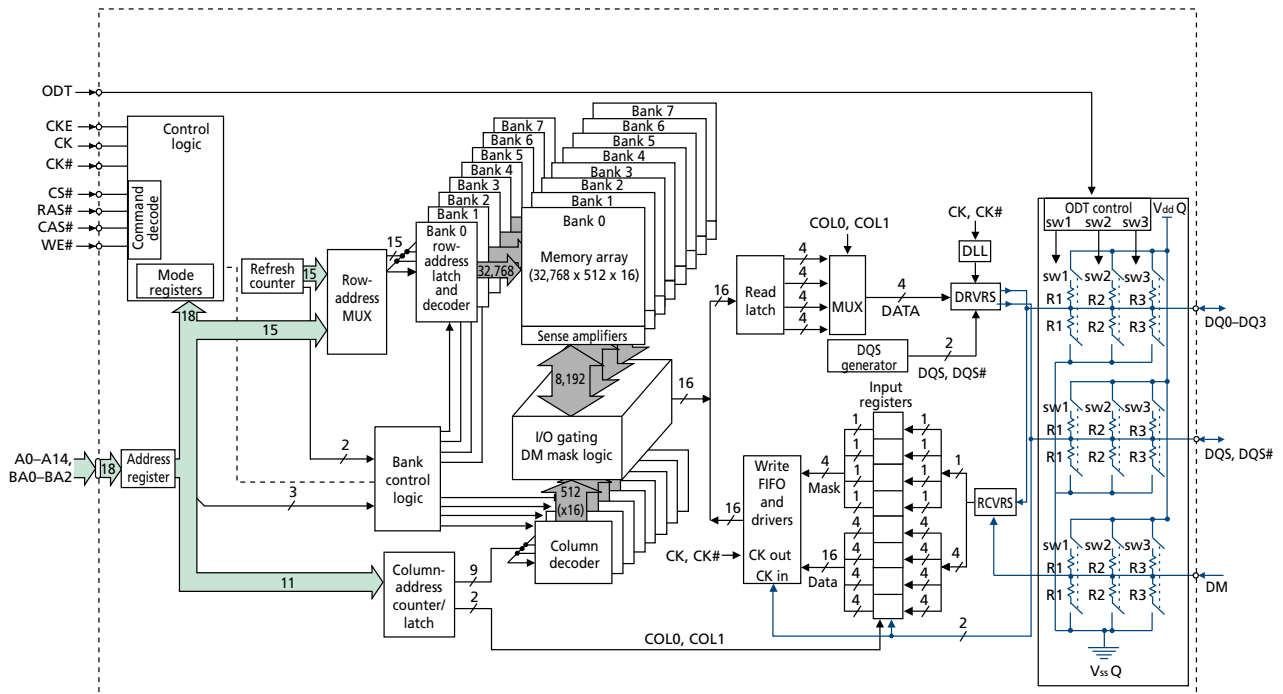 ODT
CKE
CK
CK#
CS#
RAS#
CAS#
WE#
Control
logic
Command
decode
Mode
registers
Refresh
counter
15
Row-
address
MUX
18
15
A0–A14,
BA0–BA2
18
Address
register
2
3
11
Bank
control
logic
Column-
address
counter/
latch
9
2
15
Bank 7
Bank 6
Bank 5
Bank 4
Bank 3
Bank 2
Bank 1
Bank 0
row-
address
latch
and
decoder
32,768
Bank 7
Bank 6
Bank 5
Bank 4
Bank 3
Bank 2
Bank 1
Bank 0
Memory array
(32,768 x 512 x 16)
Sense amplifiers
8,192
I/O gating
DM mask logic
512
(x16)
Column
decoder
16
16
16
Read
latch
4
4
4
4
COL0, COL1
MUX
4
DATA
CK, CK#
DLL
DRVRS
DQS
generator
2
DQS, DQS#
Input
registers
1
1
1
1
4
4
4
4
1
1
1
1
4
4
4
4
1
4
RCVRS
Write
FIFO
and
drivers
CK out
CK in
4
Mask
16
Data
CK, CK#
2
COL0, COL1
ODT control
sw1 sw2 sw3
Vdd Q
sw1 sw2 sw3
R1 R2 R3
R1 R2 R3
DQ0–DQ3
sw1 sw2 sw3
R1 R2 R3
R1 R2 R3
DQS, DQS#
sw1 sw2 sw3
R1 R2 R3
R1 R2 R3
DM
Vss Q